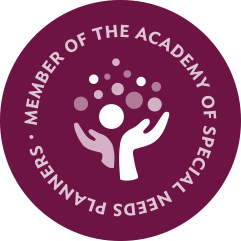 MEMBER OF THE ACADEMY OF SPECIAL NEEDS PLANNERS •